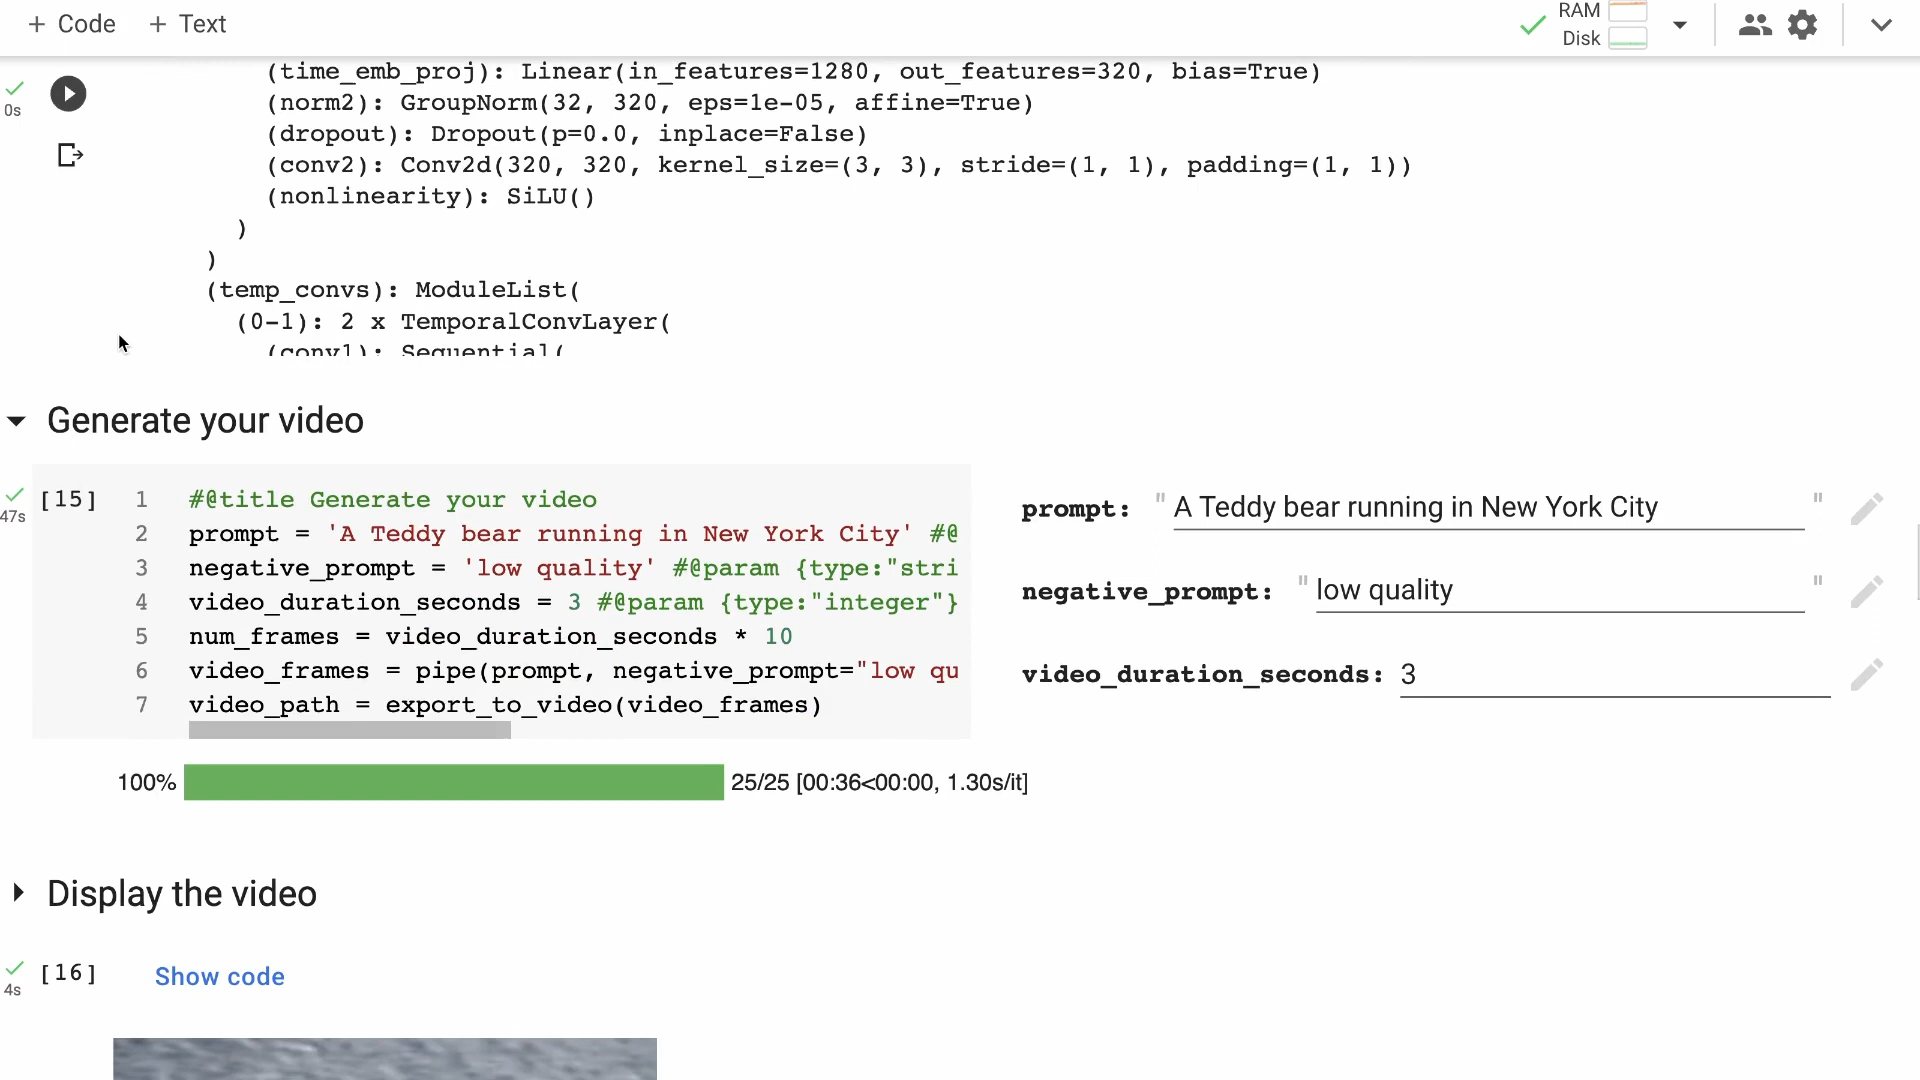 + Code + Text
RAM
Disk
0s
(time_emb_proj): Linear(in_features=1280, out_features=320, bias=True)
(norm2): GroupNorm(32, 320, eps=1e-05, affine=True)
(dropout): Dropout(p=0.0, inplace=False)
(conv2): Conv2d(320, 320, kernel_size=(3, 3), stride=(1, 1), padding=(1, 1))
(nonlinearity): SiLU()
)
)
(temp_convs): ModuleList(
(0-1): 2 x TemporalConvLayer(
(conv1): Sequential(
Generate your video
47s
[15]
1 #@title Generate your video
2 prompt = 'A Teddy bear running in New York City' #@
3 negative_prompt = 'low quality' #@param {type:"stri
4 video_duration_seconds = 3 #@param {type:"integer"}
5 num_frames = video_duration_seconds * 10
6 video_frames = pipe(prompt, negative_prompt="low qu
7 video_path = export_to_video(video_frames)
prompt: " A Teddy bear running in New York City "
negative_prompt: " low quality "
video_duration_seconds: 3
100% 25/25 [00:36<00:00, 1.30s/it]
Display the video
4s
[16] Show code